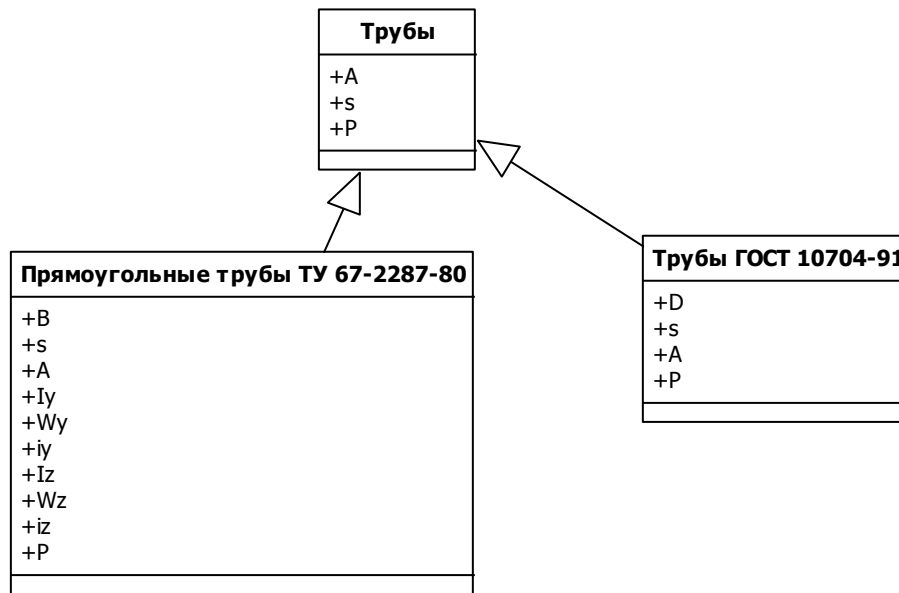 Трубы
+A
+s
+P
Прямоугольные трубы ТУ 67-2287-80
+B
+s
+A
+Iy
+Wy
+iy
+Iz
+Wz
+iz
+P
Трубы ГОСТ 10704-91
+D
+s
+A
+P